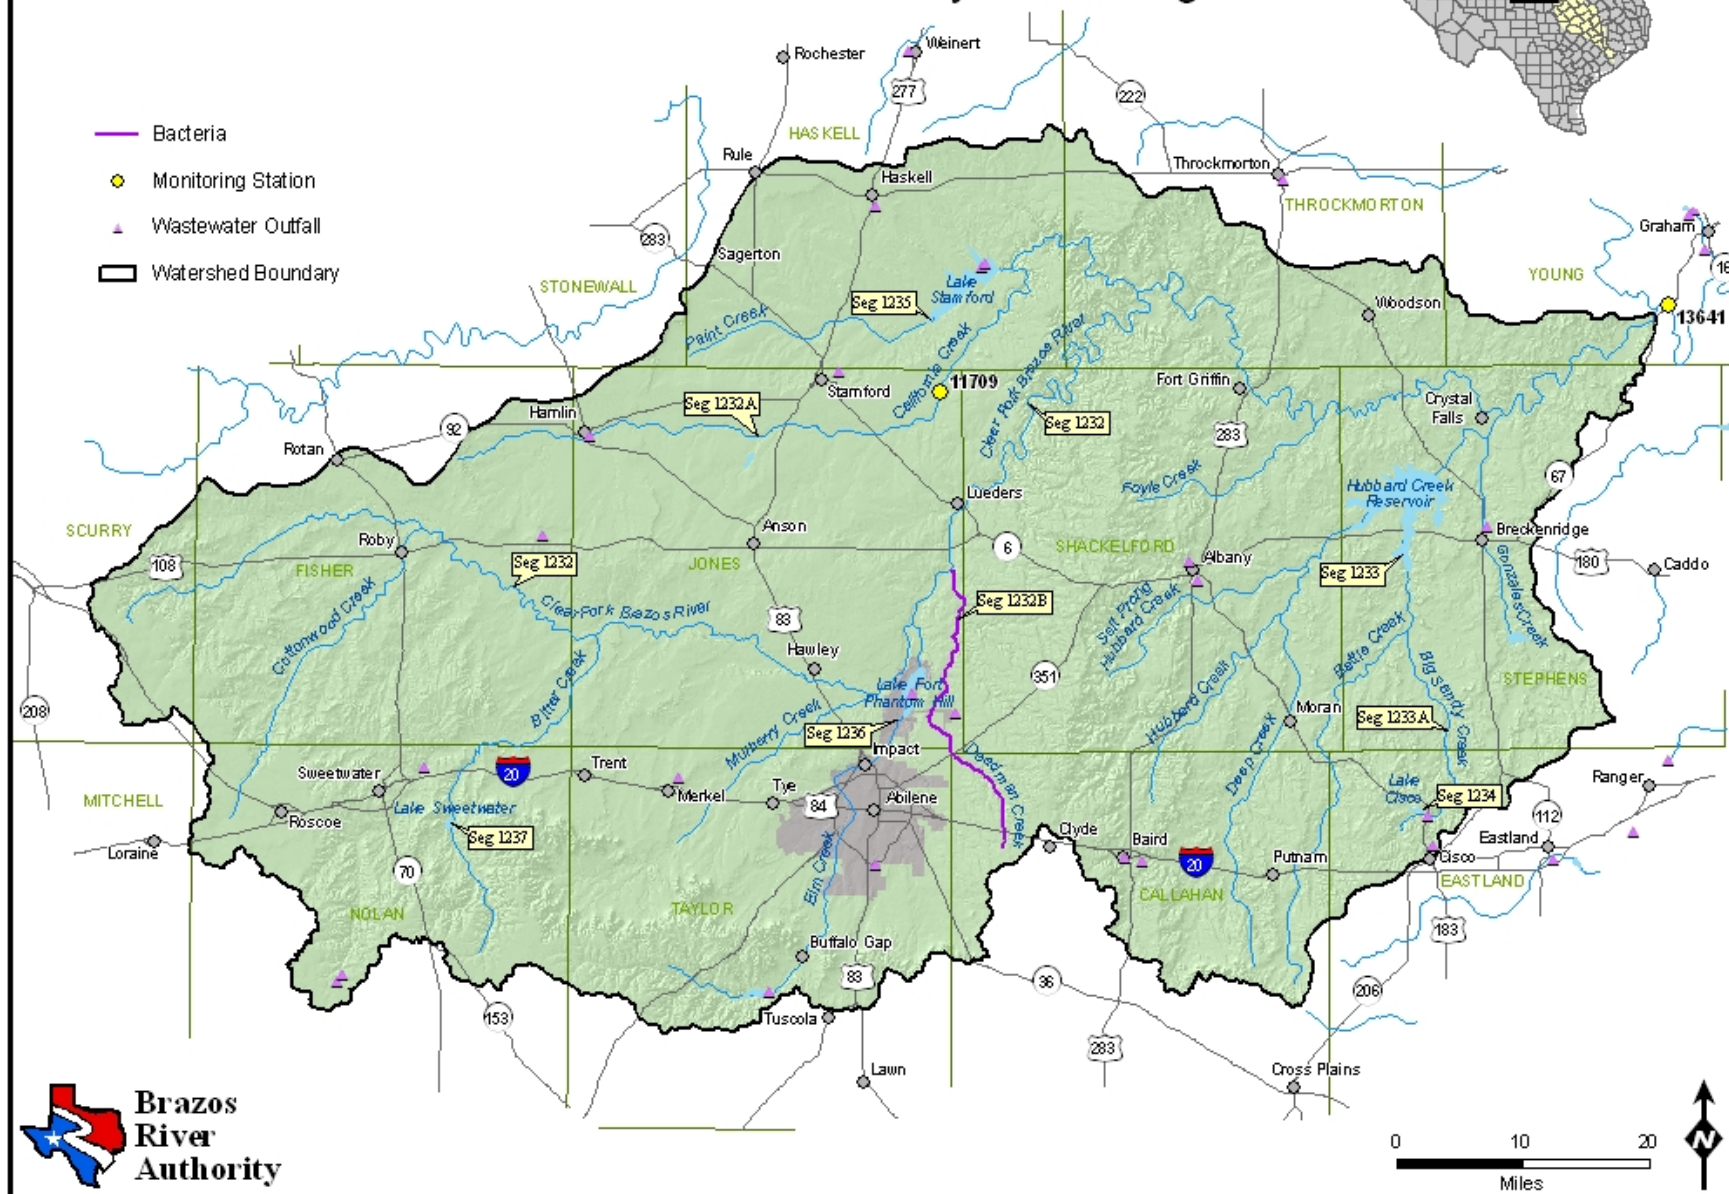 Rochester
Weinert
277
222
Bacteria
HASKELL
Rule
Throckmorton
Monitoring Station
Haskell
THROCKMORTON
Wastewater Outfall
Graham
283
Sagerton
Watershed Boundary
STONEWALL
YOUNG
16
Lake
Stamford
Seg 1235
Woodson
13641
Paint Creek
California Creek
Clear Fork Brazos River
Stamford
11709
Fort Griffin
Seg 1232A
Seg 1232
Crystal
Falls
Hamlin
92
283
Rotan
67
Foyle Creek
Hubbard Creek
Reservoir
Lueders
SCURRY
Anson
Breckenridge
Roby
6
SHACKELFORD
Albany
108
FISHER
Seg 1232
JONES
Seg 1233
180
Caddo
Gonzales Creek
Cottonwood Creek
Clear Fork Brazos River
83
Seg 1232B
Salt Prong
Hubbard Creek
Battle Creek
Hawley
351
Big Sandy Creek
STEPHENS
Bitter Creek
Lake Fort
Phantom Hill
Hubbard Creek
208
Mulberry Creek
Moran
Seg 1233A
Seg 1236
Deep Creek
Impact
Deadman Creek
Sweetwater
20
Trent
Ranger
MITCHELL
Lake Sweetwater
Merkel
Tye
84
Abilene
Lake
Cisco
Seg 1234
Roscoe
Seg 1237
112
Loraine
Clyde
Baird
Eastland
70
Elm Creek
20
Putnam
Cisco
EASTLAND
NOLAN
TAYLOR
CALLAHAN
183
Buffalo Gap
83
36
206
153
Tuscola
283
Lawn
Cross Plains
Brazos
River
Authority
0 10 20
N
Miles